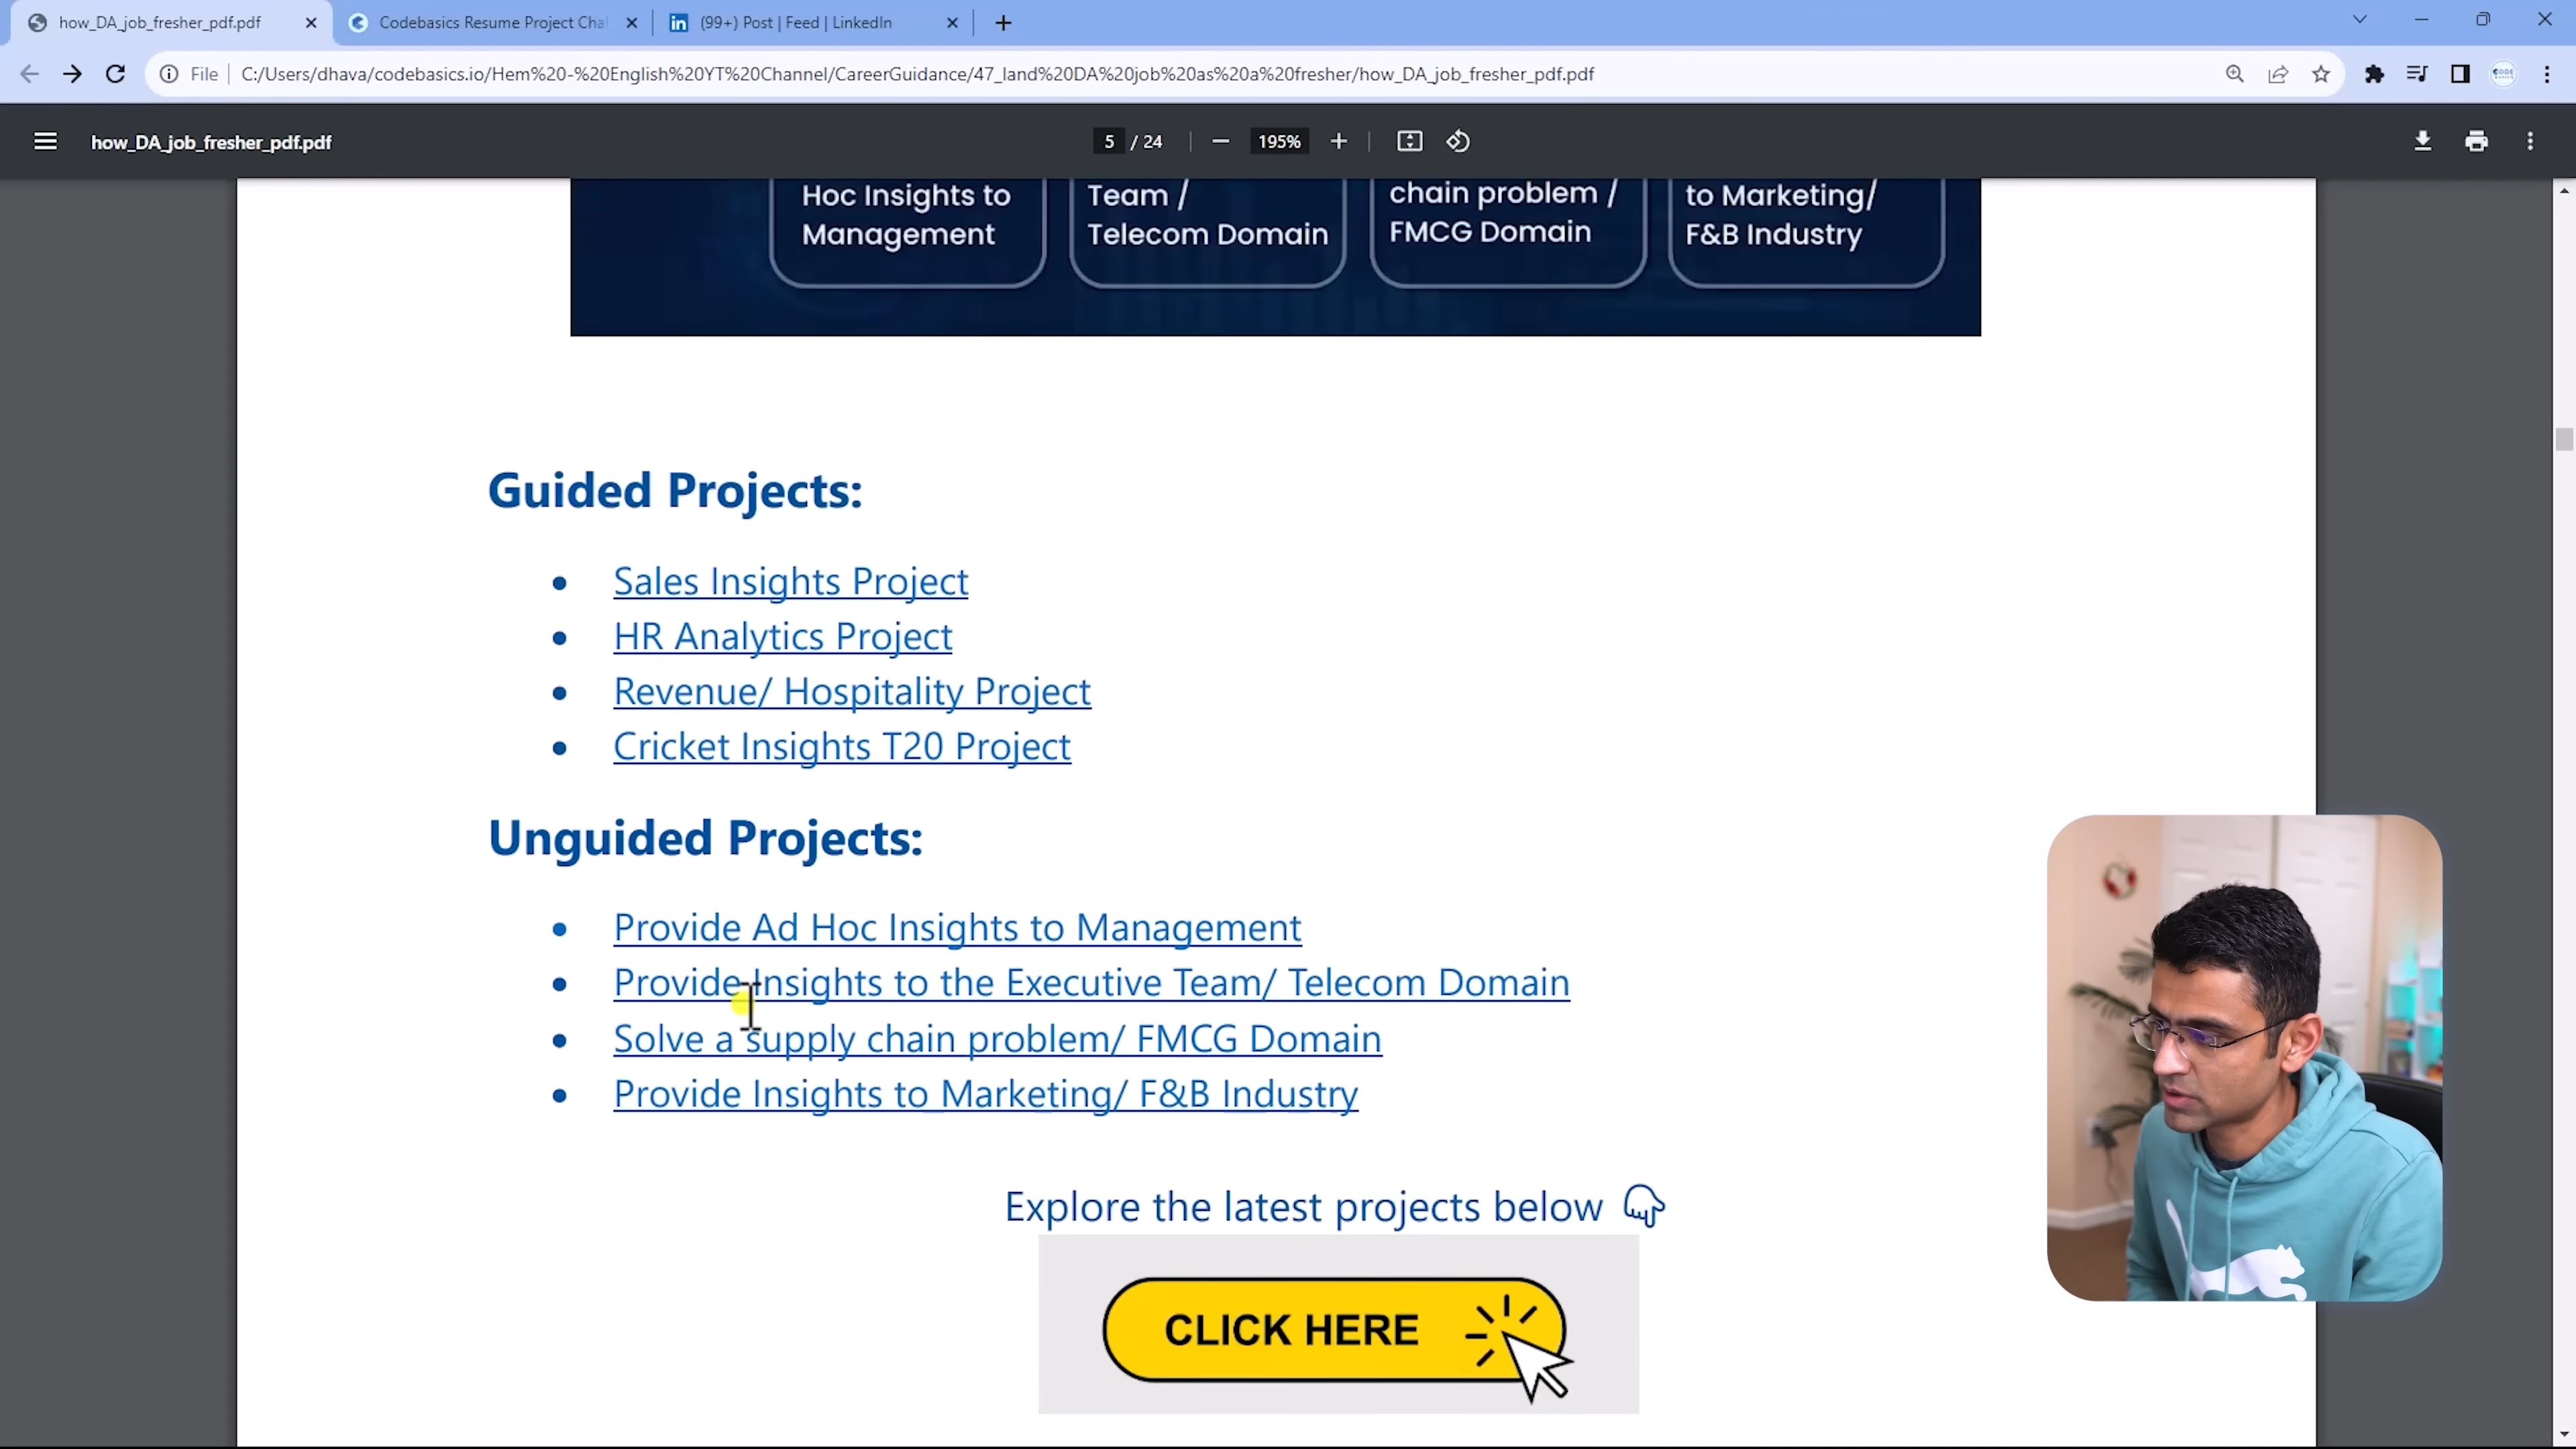 how_DA_job_fresher_pdf.pdf
Codebasics Resume Project Chal
(99+) Post | Feed | LinkedIn
File
C:/Users/dhava/codebasics.io/Hem%20-%20English%20YT%20Channel/CareerGuidance/47_land%20DA%20job%20as%20a%20fresher/how_DA_job_fresher_pdf.pdf
how_DA_job_fresher_pdf.pdf
5 / 24
195%
Hoc Insights to
Management
Team /
Telecom Domain
chain problem /
FMCG Domain
to Marketing/
F&B Industry
Guided Projects:
• Sales Insights Project
• HR Analytics Project
• Revenue/ Hospitality Project
• Cricket Insights T20 Project
Unguided Projects:
• Provide Ad Hoc Insights to Management
• Provide Insights to the Executive Team/ Telecom Domain
• Solve a supply chain problem/ FMCG Domain
• Provide Insights to Marketing/ F&B Industry
Explore the latest projects below
CLICK HERE